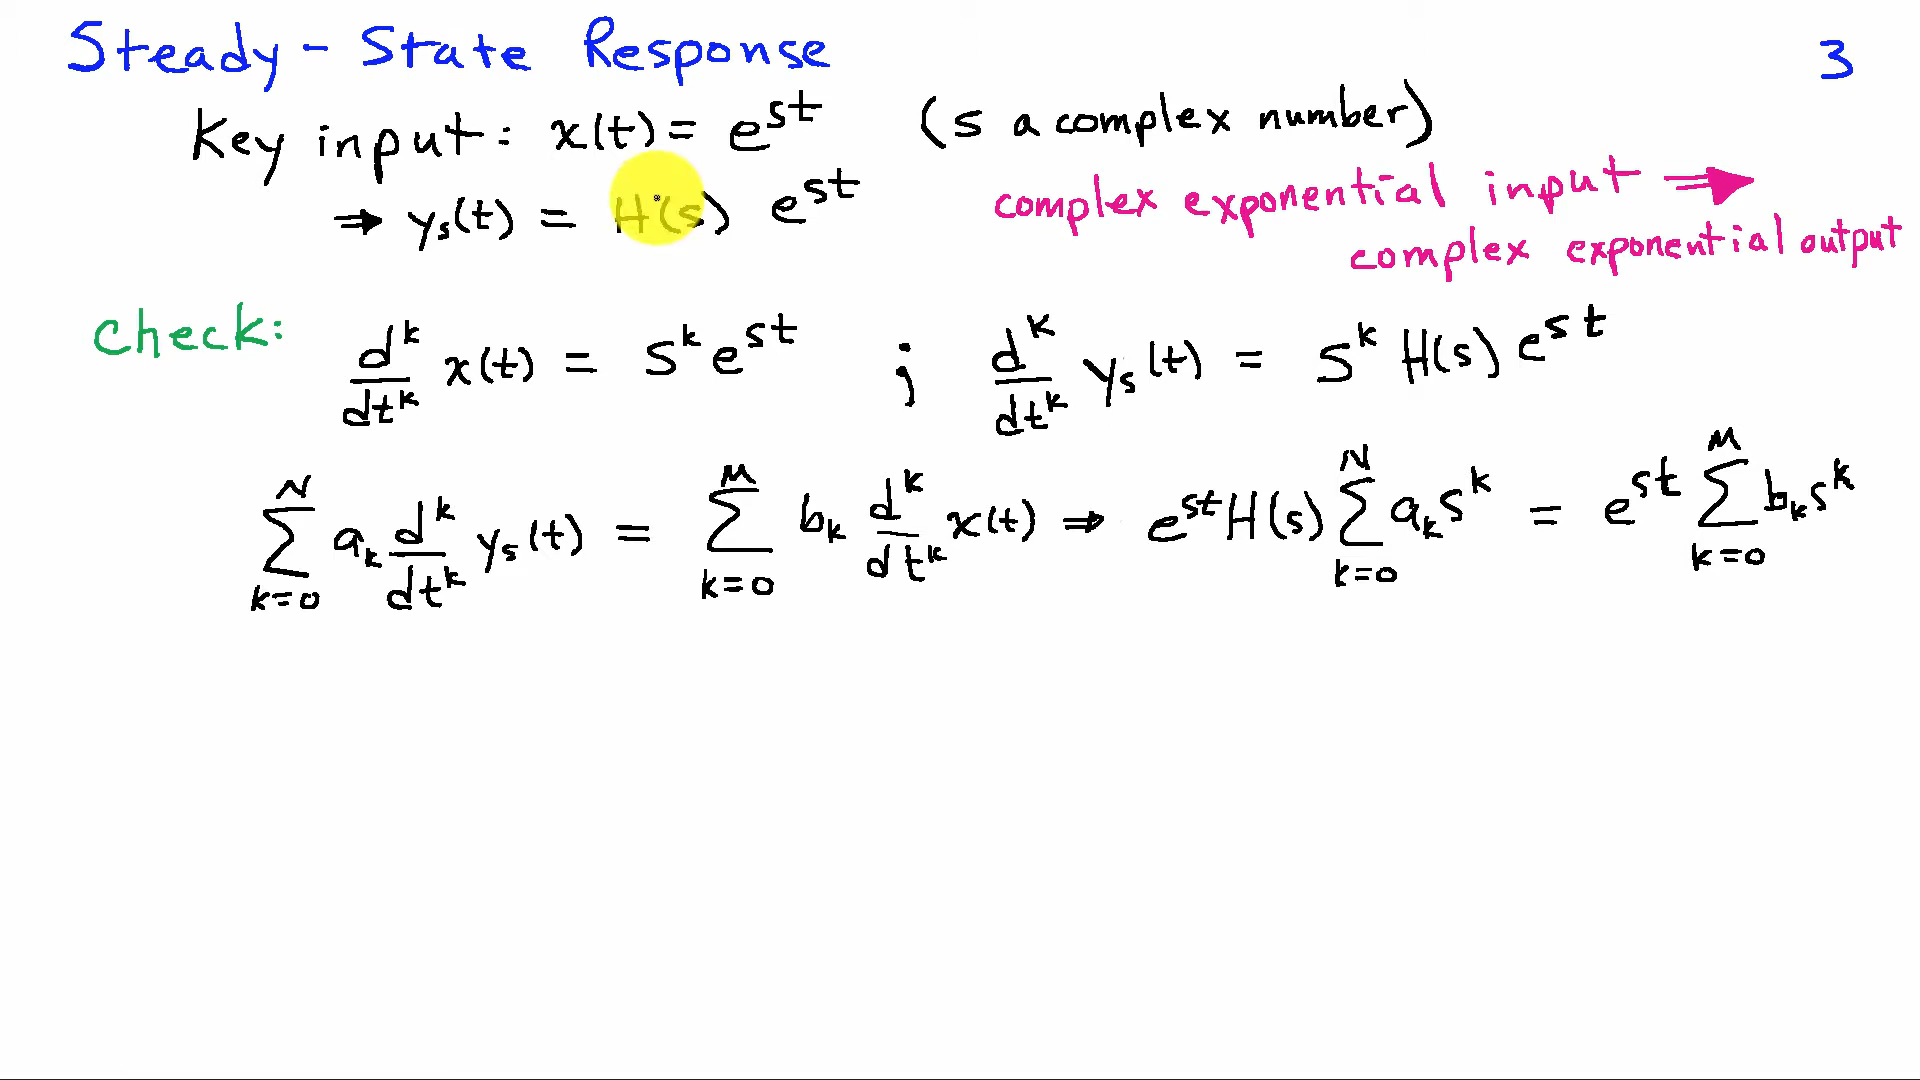 Steady-State Response 3
Key input: x(t) = e^{st} (s a complex number)
⇒ y_s(t) = H(s) e^{st} complex exponential input ⇒
complex exponential output
Check: d^k/dt^k x(t) = s^k e^{st} ; d^k/dt^k y_s(t) = s^k H(s) e^{st}
∑_{k=0}^{N} a_k d^k/dt^k y_s(t) = ∑_{k=0}^{M} b_k d^k/dt^k x(t) ⇒ e^{st} H(s) ∑_{k=0}^{N} a_k s^k = e^{st} ∑_{k=0}^{M} b_k s^k